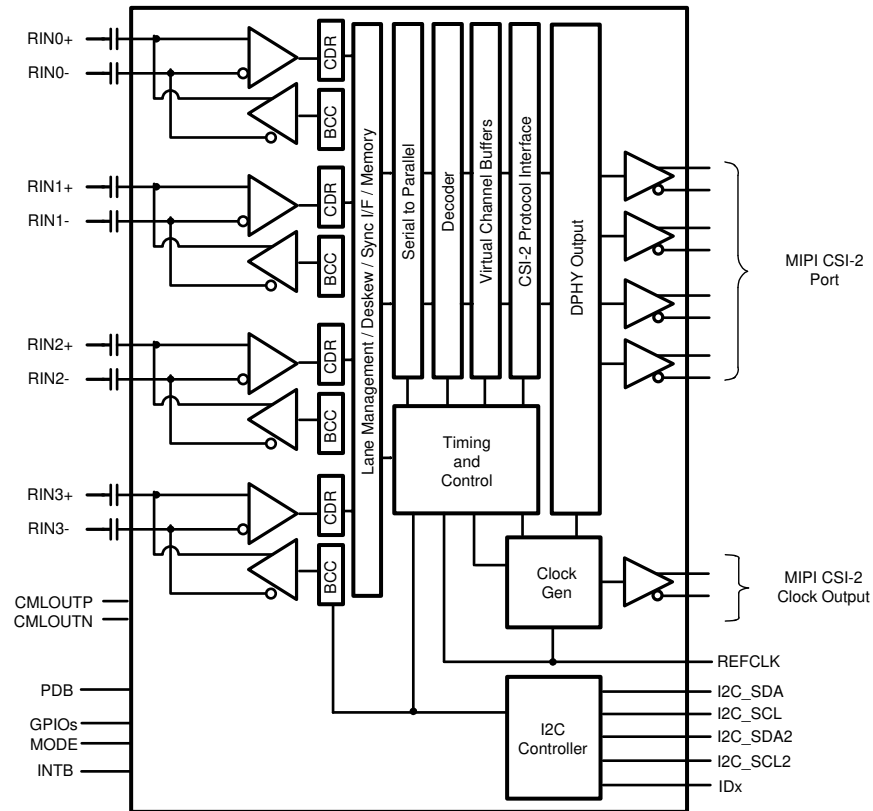 RIN0+
RIN0-
CDR
BCC
RIN1+
RIN1-
CDR
BCC
RIN2+
RIN2-
CDR
BCC
RIN3+
RIN3-
CDR
BCC
Lane Management / Deskew / Sync I/F / Memory
Serial to Parallel
Decoder
Virtual Channel Buffers
CSI-2 Protocol Interface
DPHY Output
MIPI CSI-2
Port
Timing
and
Control
Clock
Gen
MIPI CSI-2
Clock Output
CMLOUTP
CMLOUTN
PDB
GPIOs
MODE
INTB
I2C
Controller
REFCLK
I2C_SDA
I2C_SCL
I2C_SDA2
I2C_SCL2
IDx